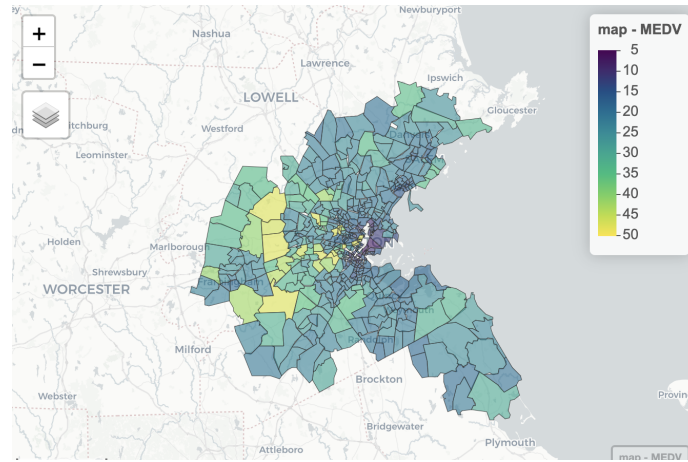 Newburyport
Nashua
+
−
map - MEDV
5
10
15
20
25
30
35
40
45
50
Lawrence
Ipswich
LOWELL
Gloucester
Westford
Leominster
Holden
Marlborough
Shrewsbury
WORCESTER
Milford
Brockton
Webster
Bridgewater
Plymouth
Attleboro
map - MEDV